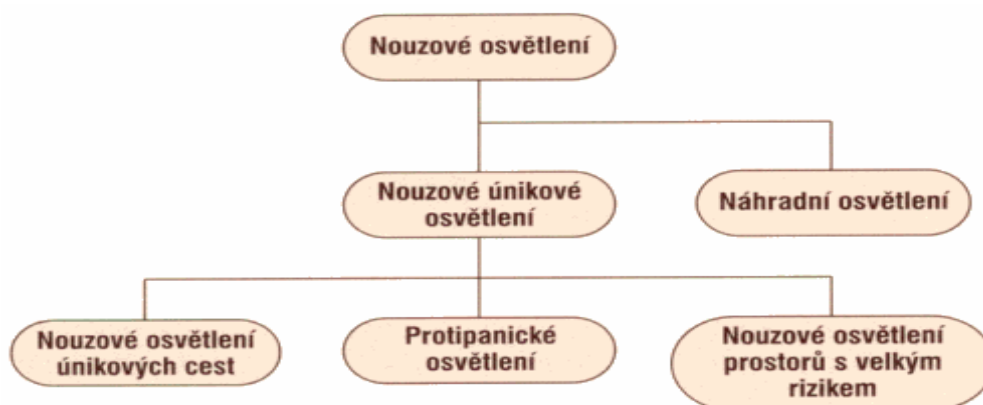 Nouzové osvětlení
Nouzové únikové
osvětlení
Náhradní osvětlení
Nouzové osvětlení
únikových cest
Protipanické
osvětlení
Nouzové osvětlení
prostorů s velkým
rizikem